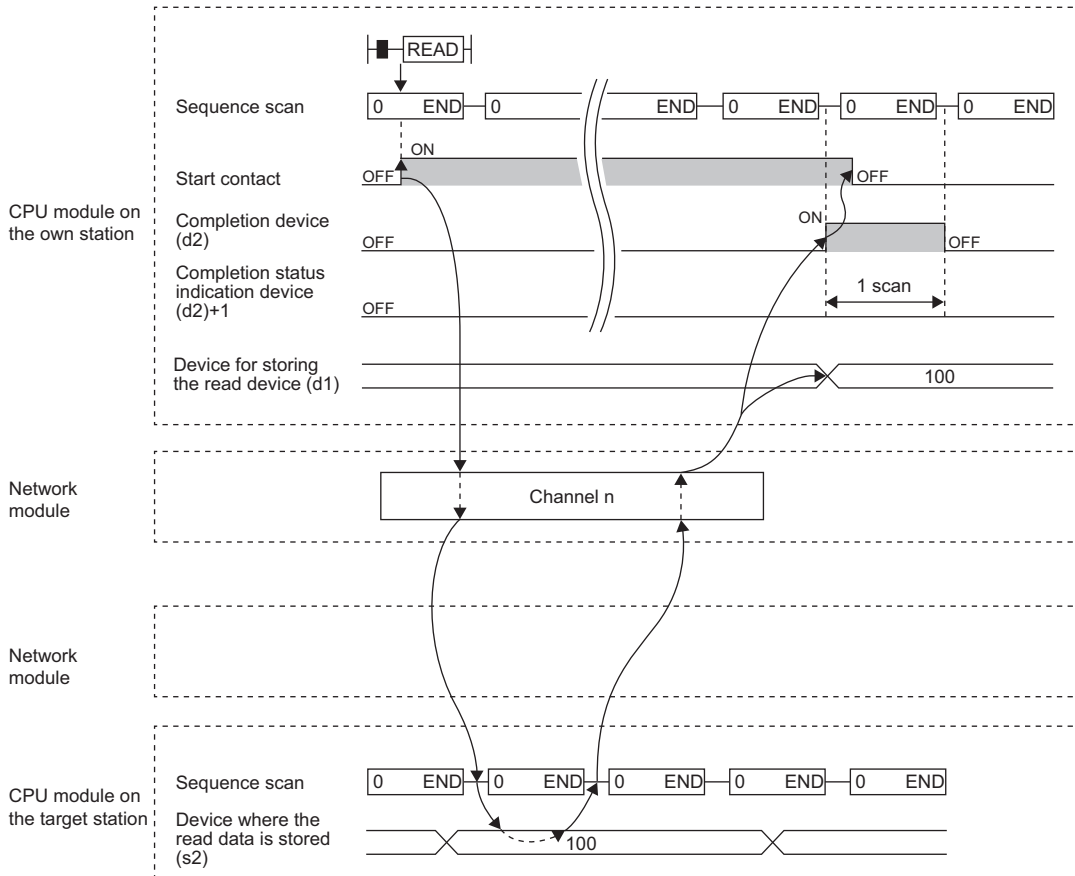 READ
Sequence scan
0 END 0 END 0 END 0 END 0 END
ON
Start contact
OFF
OFF
CPU module on
the own station
Completion device
(d2)
ON
OFF
OFF
Completion status
indication device
(d2)+1
1 scan
OFF
Device for storing
the read device (d1)
100
Network
module
Channel n
Network
module
CPU module on
the target station
Sequence scan
0 END 0 END 0 END 0 END 0 END
Device where the
read data is stored
(s2)
100